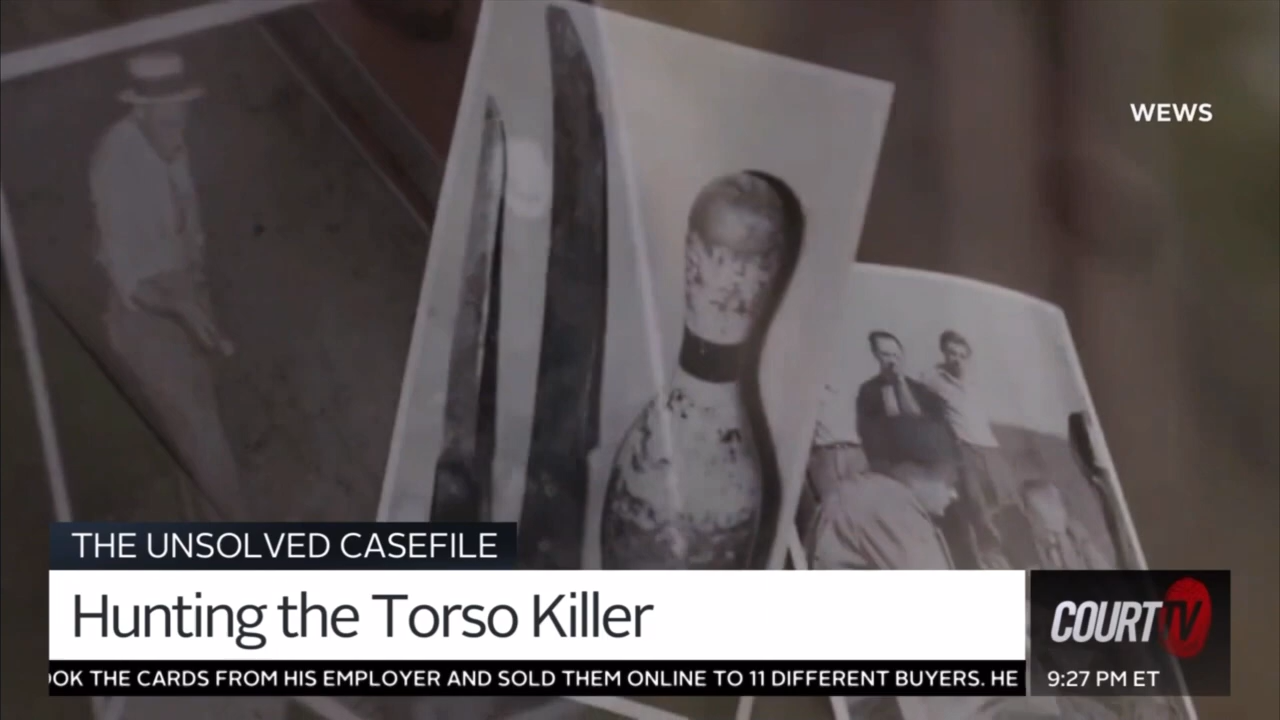 WEWS
THE UNSOLVED CASEFILE
Hunting the Torso Killer
COURT TV
THE CARDS FROM HIS EMPLOYER AND SOLD THEM ONLINE TO 11 DIFFERENT BUYERS. HE
9:27 PM ET